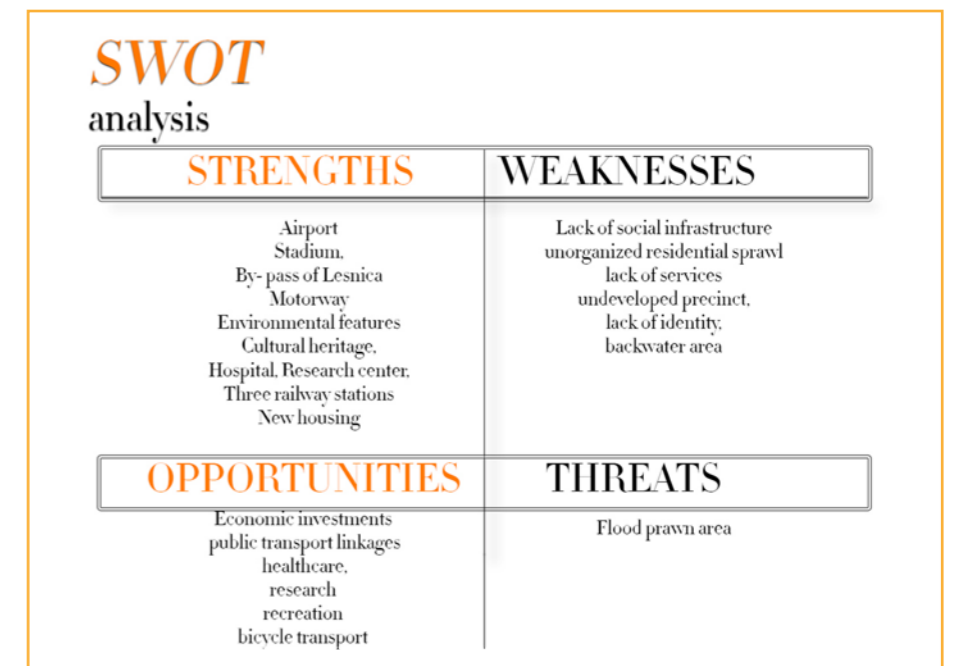 SWOT
analysis
STRENGTHS
WEAKNESSES
Airport
Stadium,
By- pass of Lesnica
Motorway
Environmental features
Cultural heritage,
Hospital, Research center,
Three railway stations
New housing
Lack of social infrastructure
unorganized residential sprawl
lack of services
undeveloped precinct,
lack of identity,
backwater area
OPPORTUNITIES
THREATS
Economic investments
public transport linkages
healthcare,
research
recreation
bicycle transport
Flood prawn area